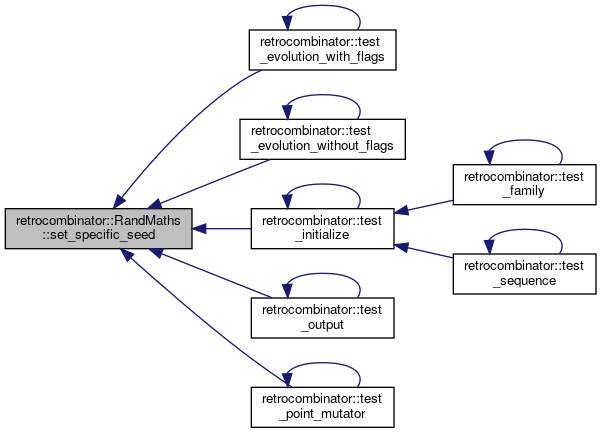 retrocombinator::test
_evolution_with_flags
retrocombinator::test
_evolution_without_flags
retrocombinator::test
_family
retrocombinator::RandMaths
::set_specific_seed
retrocombinator::test
_initialize
retrocombinator::test
_sequence
retrocombinator::test
_output
retrocombinator::test
_point_mutator